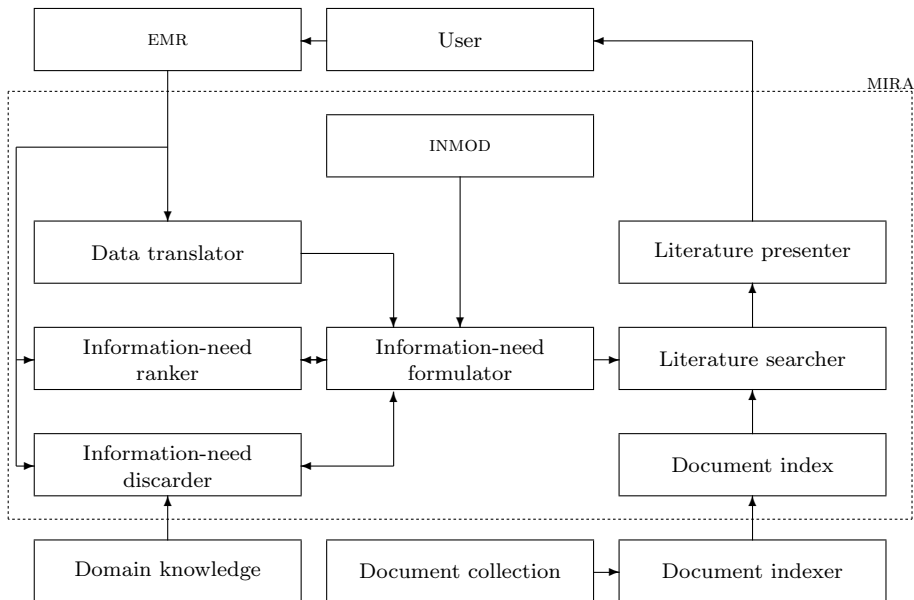 EMR
User
MIRA
INMOD
Data translator
Literature presenter
Information-need
ranker
Information-need
formulator
Literature searcher
Information-need
discarder
Document index
Domain knowledge
Document collection
Document indexer